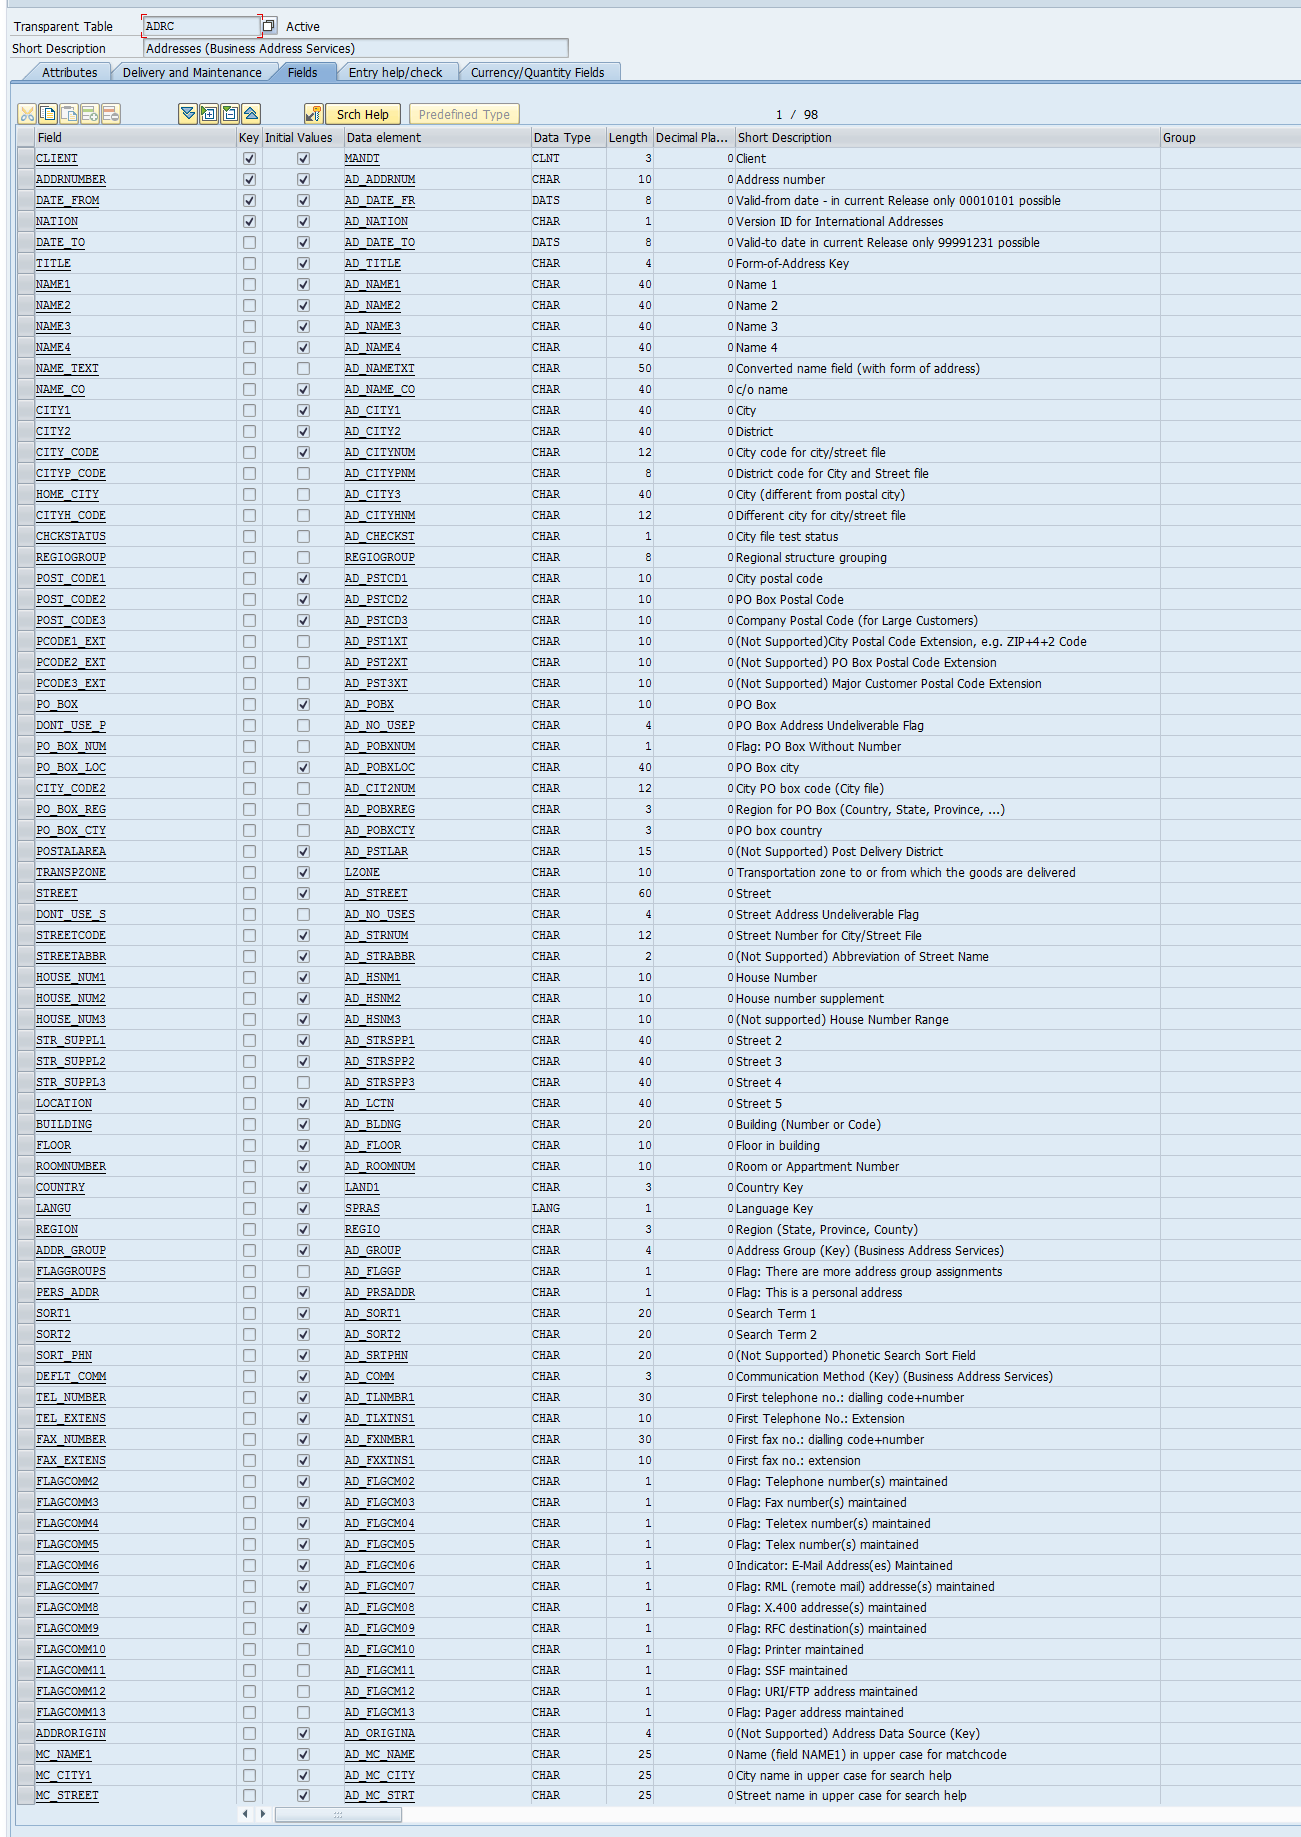 Transparent Table ADRC Active
Short Description Addresses (Business Address Services)
Attributes Delivery and Maintenance Fields Entry help/check Currency/Quantity Fields
Srch Help Predefined Type 1 / 98
Field Key Initial Values Data element Data Type Length Decimal Pla... Short Description Group
CLIENT MANDT CLNT 3 0 Client
ADDRNUMBER AD_ADDRNUM CHAR 10 0 Address number
DATE_FROM AD_DATE_FR DATS 8 0 Valid-from date - in current Release only 00010101 possible
NATION AD_NATION CHAR 1 0 Version ID for International Addresses
DATE_TO AD_DATE_TO DATS 8 0 Valid-to date in current Release only 99991231 possible
TITLE AD_TITLE CHAR 4 0 Form-of-Address Key
NAME1 AD_NAME1 CHAR 40 0 Name 1
NAME2 AD_NAME2 CHAR 40 0 Name 2
NAME3 AD_NAME3 CHAR 40 0 Name 3
NAME4 AD_NAME4 CHAR 40 0 Name 4
NAME_TEXT AD_NAMETXT CHAR 50 0 Converted name field (with form of address)
NAME_CO AD_NAME_CO CHAR 40 0 c/o name
CITY1 AD_CITY1 CHAR 40 0 City
CITY2 AD_CITY2 CHAR 40 0 District
CITY_CODE AD_CITYNUM CHAR 12 0 City code for city/street file
CITYP_CODE AD_CITYPNM CHAR 8 0 District code for City and Street file
HOME_CITY AD_CITY3 CHAR 40 0 City (different from postal city)
CITYH_CODE AD_CITYHNM CHAR 12 0 Different city for city/street file
CHCKSTATUS AD_CHECKST CHAR 1 0 City file test status
REGIOGROUP REGIOGROUP CHAR 8 0 Regional structure grouping
POST_CODE1 AD_PSTCD1 CHAR 10 0 City postal code
POST_CODE2 AD_PSTCD2 CHAR 10 0 PO Box Postal Code
POST_CODE3 AD_PSTCD3 CHAR 10 0 Company Postal Code (for Large Customers)
PCODE1_EXT AD_PST1XT CHAR 10 0 (Not Supported)City Postal Code Extension, e.g. ZIP+4+2 Code
PCODE2_EXT AD_PST2XT CHAR 10 0 (Not Supported) PO Box Postal Code Extension
PCODE3_EXT AD_PST3XT CHAR 10 0 (Not Supported) Major Customer Postal Code Extension
PO_BOX AD_POBX CHAR 10 0 PO Box
DONT_USE_P AD_NO_USEP CHAR 4 0 PO Box Address Undeliverable Flag
PO_BOX_NUM AD_POBXNUM CHAR 1 0 Flag: PO Box Without Number
PO_BOX_LOC AD_POBXLOC CHAR 40 0 PO Box city
CITY_CODE2 AD_CIT2NUM CHAR 12 0 City PO box code (City file)
PO_BOX_REG AD_POBXREG CHAR 3 0 Region for PO Box (Country, State, Province, ...)
PO_BOX_CTY AD_POBXCTY CHAR 3 0 PO box country
POSTALAREA AD_PSTLAR CHAR 15 0 (Not Supported) Post Delivery District
TRANSPZONE LZONE CHAR 10 0 Transportation zone to or from which the goods are delivered
STREET AD_STREET CHAR 60 0 Street
DONT_USE_S AD_NO_USES CHAR 4 0 Street Address Undeliverable Flag
STREETCODE AD_STRNUM CHAR 12 0 Street Number for City/Street File
STREETABBR AD_STRABBR CHAR 2 0 (Not Supported) Abbreviation of Street Name
HOUSE_NUM1 AD_HSNM1 CHAR 10 0 House Number
HOUSE_NUM2 AD_HSNM2 CHAR 10 0 House number supplement
HOUSE_NUM3 AD_HSNM3 CHAR 10 0 (Not supported) House Number Range
STR_SUPPL1 AD_STRSPP1 CHAR 40 0 Street 2
STR_SUPPL2 AD_STRSPP2 CHAR 40 0 Street 3
STR_SUPPL3 AD_STRSPP3 CHAR 40 0 Street 4
LOCATION AD_LCTN CHAR 40 0 Street 5
BUILDING AD_BLDNG CHAR 20 0 Building (Number or Code)
FLOOR AD_FLOOR CHAR 10 0 Floor in building
ROOMNUMBER AD_ROOMNUM CHAR 10 0 Room or Appartment Number
COUNTRY LAND1 CHAR 3 0 Country Key
LANGU SPRAS LANG 1 0 Language Key
REGION REGIO CHAR 3 0 Region (State, Province, County)
ADDR_GROUP AD_GROUP CHAR 4 0 Address Group (Key) (Business Address Services)
FLAGGROUPS AD_FLGGP CHAR 1 0 Flag: There are more address group assignments
PERS_ADDR AD_PRSADDR CHAR 1 0 Flag: This is a personal address
SORT1 AD_SORT1 CHAR 20 0 Search Term 1
SORT2 AD_SORT2 CHAR 20 0 Search Term 2
SORT_PHN AD_SRTPHN CHAR 20 0 (Not Supported) Phonetic Search Sort Field
DEFLT_COMM AD_COMM CHAR 3 0 Communication Method (Key) (Business Address Services)
TEL_NUMBER AD_TLNMBR1 CHAR 30 0 First telephone no.: dialling code+number
TEL_EXTENS AD_TLXTNS1 CHAR 10 0 First Telephone No.: Extension
FAX_NUMBER AD_FXNMBR1 CHAR 30 0 First fax no.: dialling code+number
FAX_EXTENS AD_FXXTNS1 CHAR 10 0 First fax no.: extension
FLAGCOMM2 AD_FLGCM02 CHAR 1 0 Flag: Telephone number(s) maintained
FLAGCOMM3 AD_FLGCM03 CHAR 1 0 Flag: Fax number(s) maintained
FLAGCOMM4 AD_FLGCM04 CHAR 1 0 Flag: Teletex number(s) maintained
FLAGCOMM5 AD_FLGCM05 CHAR 1 0 Flag: Telex number(s) maintained
FLAGCOMM6 AD_FLGCM06 CHAR 1 0 Indicator: E-Mail Address(es) Maintained
FLAGCOMM7 AD_FLGCM07 CHAR 1 0 Flag: RML (remote mail) addresse(s) maintained
FLAGCOMM8 AD_FLGCM08 CHAR 1 0 Flag: X.400 addresse(s) maintained
FLAGCOMM9 AD_FLGCM09 CHAR 1 0 Flag: RFC destination(s) maintained
FLAGCOMM10 AD_FLGCM10 CHAR 1 0 Flag: Printer maintained
FLAGCOMM11 AD_FLGCM11 CHAR 1 0 Flag: SSF maintained
FLAGCOMM12 AD_FLGCM12 CHAR 1 0 Flag: URI/FTP address maintained
FLAGCOMM13 AD_FLGCM13 CHAR 1 0 Flag: Pager address maintained
ADDRORIGIN AD_ORIGINA CHAR 4 0 (Not Supported) Address Data Source (Key)
MC_NAME1 AD_MC_NAME CHAR 25 0 Name (field NAME1) in upper case for matchcode
MC_CITY1 AD_MC_CITY CHAR 25 0 City name in upper case for search help
MC_STREET AD_MC_STRT CHAR 25 0 Street name in upper case for search help